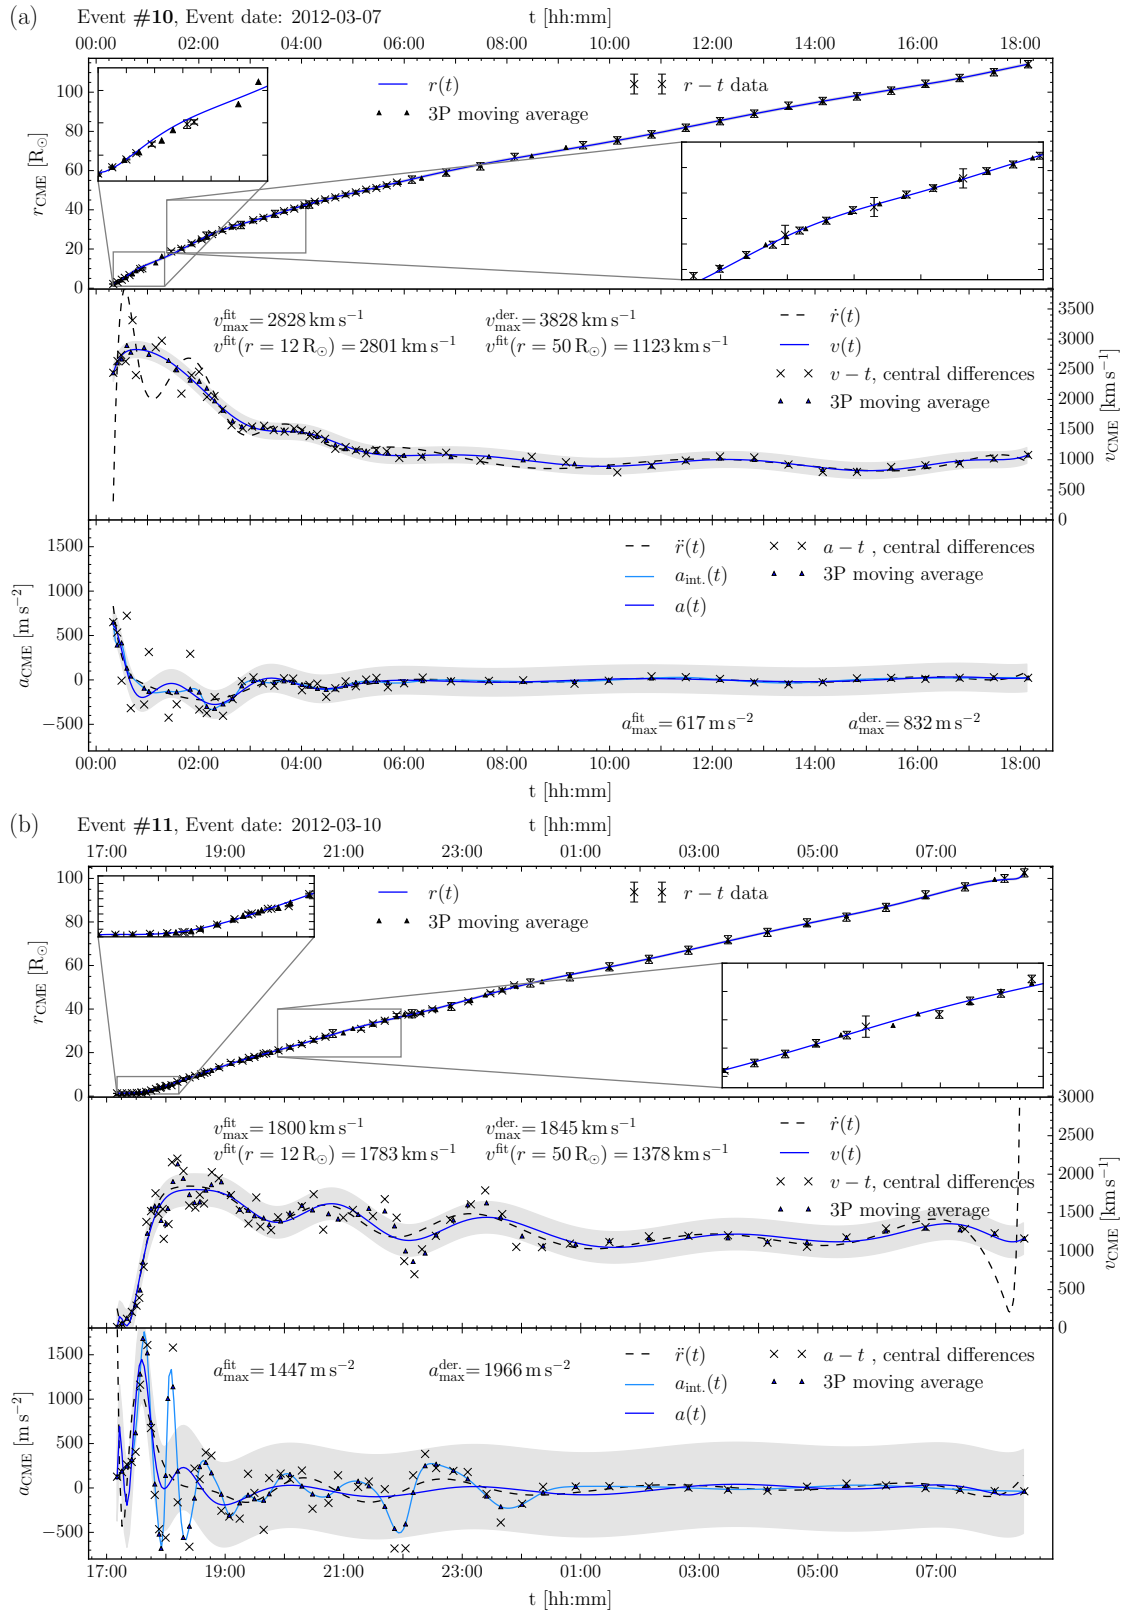 (a) Event #10, Event date: 2012-03-07 t [hh:mm]
00:00 02:00 04:00 06:00 08:00 10:00 12:00 14:00 16:00 18:00
r(t)
3P moving average
r − t data
100
80
60
40
20
0
r_CME [R_⊙]
v_max^fit = 2828 km s⁻¹ v_max^der. = 3828 km s⁻¹
v^fit(r = 12 R_⊙) = 2801 km s⁻¹ v^fit(r = 50 R_⊙) = 1123 km s⁻¹
ṙ(t)
v(t)
v − t, central differences
3P moving average
3500
3000
2500
2000
1500
1000
500
0
v_CME [km s⁻¹]
r̈(t)
a_int.(t)
a(t)
a − t , central differences
3P moving average
1500
1000
500
0
−500
a_CME [m s⁻²]
a_max^fit = 617 m s⁻² a_max^der. = 832 m s⁻²
00:00 02:00 04:00 06:00 08:00 10:00 12:00 14:00 16:00 18:00
t [hh:mm]
(b) Event #11, Event date: 2012-03-10 t [hh:mm]
17:00 19:00 21:00 23:00 01:00 03:00 05:00 07:00
r(t)
3P moving average
r − t data
100
80
60
40
20
0
r_CME [R_⊙]
v_max^fit = 1800 km s⁻¹ v_max^der. = 1845 km s⁻¹
v^fit(r = 12 R_⊙) = 1783 km s⁻¹ v^fit(r = 50 R_⊙) = 1378 km s⁻¹
ṙ(t)
v(t)
v − t, central differences
3P moving average
3000
2500
2000
1500
1000
500
0
v_CME [km s⁻¹]
a_max^fit = 1447 m s⁻² a_max^der. = 1966 m s⁻²
r̈(t)
a_int.(t)
a(t)
a − t , central differences
3P moving average
1500
1000
500
0
−500
a_CME [m s⁻²]
17:00 19:00 21:00 23:00 01:00 03:00 05:00 07:00
t [hh:mm]